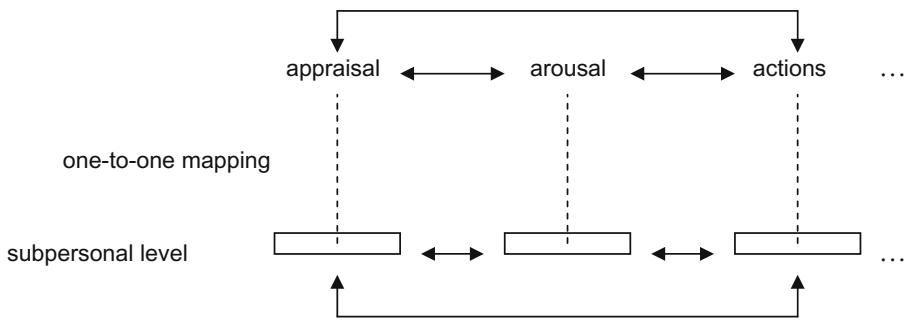 appraisal arousal actions …
one-to-one mapping
subpersonal level …